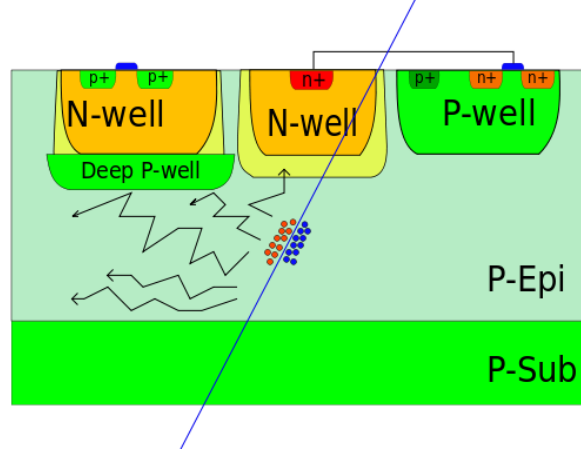 p+ p+ n+ p+ n+ n+
N-well N-well P-well
Deep P-well
P-Epi
P-Sub